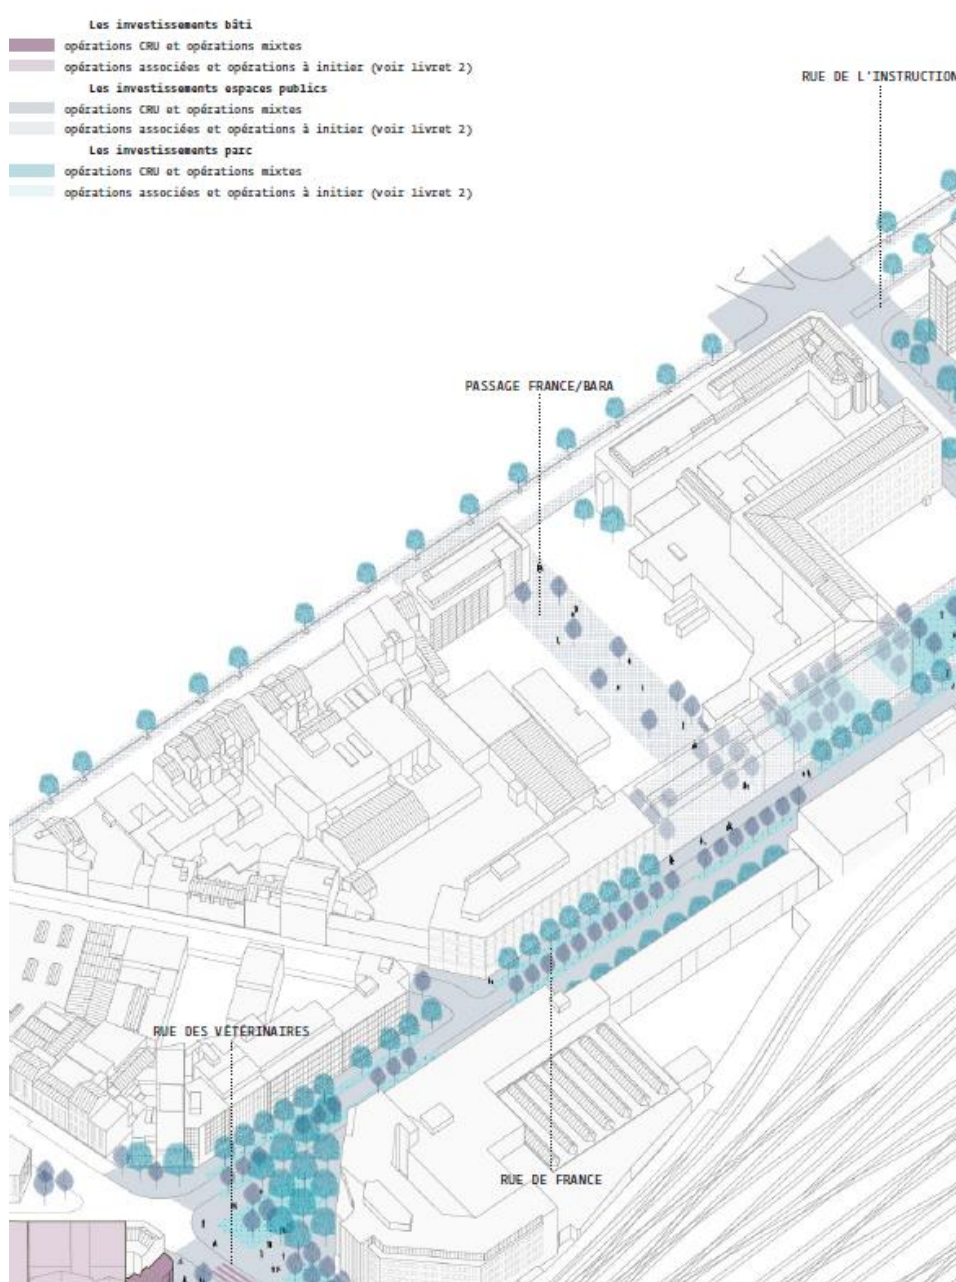 Les investissements bâti
opérations CRU et opérations mixtes
opérations associées et opérations à initier (voir livret 2)
Les investissements espaces publics
opérations CRU et opérations mixtes
opérations associées et opérations à initier (voir livret 2)
Les investissements parc
opérations CRU et opérations mixtes
opérations associées et opérations à initier (voir livret 2)
RUE DE L'INSTRUCTION
PASSAGE FRANCE/BARA
RUE DES VÉTÉRINAIRES
RUE DE FRANCE